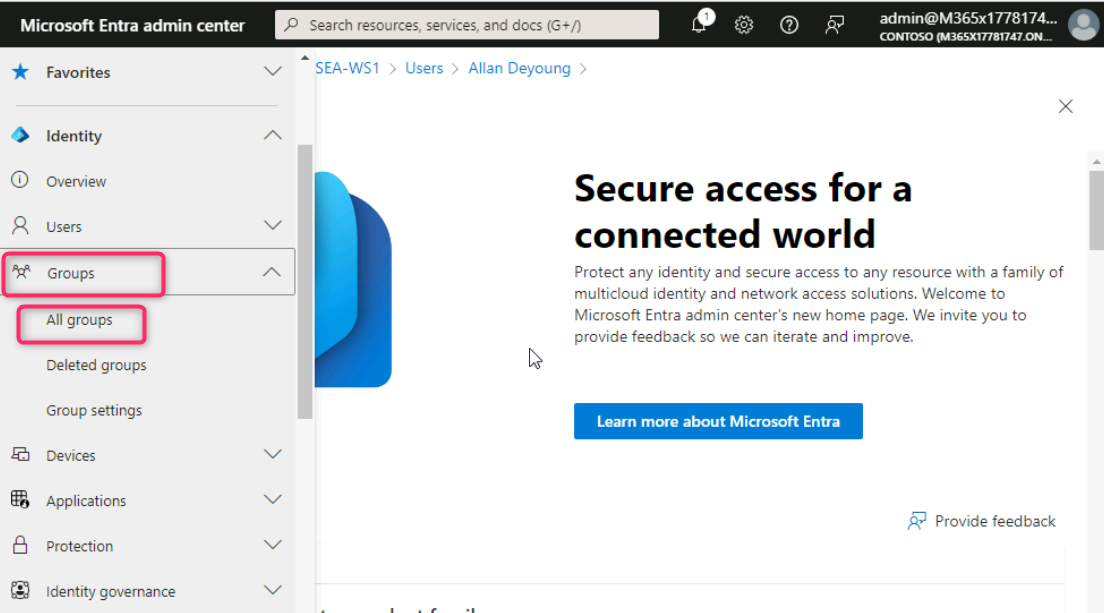 Microsoft Entra admin center
Search resources, services, and docs (G+/)
1
admin@M365x1778174...
CONTOSO (M365X17781747.ON...
Favorites
Identity
Overview
Users
Groups
All groups
Deleted groups
Group settings
Devices
Applications
Protection
Identity governance
SEA-WS1 > Users > Allan Deyoung >
Secure access for a
connected world
Protect any identity and secure access to any resource with a family of
multicloud identity and network access solutions. Welcome to
Microsoft Entra admin center's new home page. We invite you to
provide feedback so we can iterate and improve.
Learn more about Microsoft Entra
Provide feedback